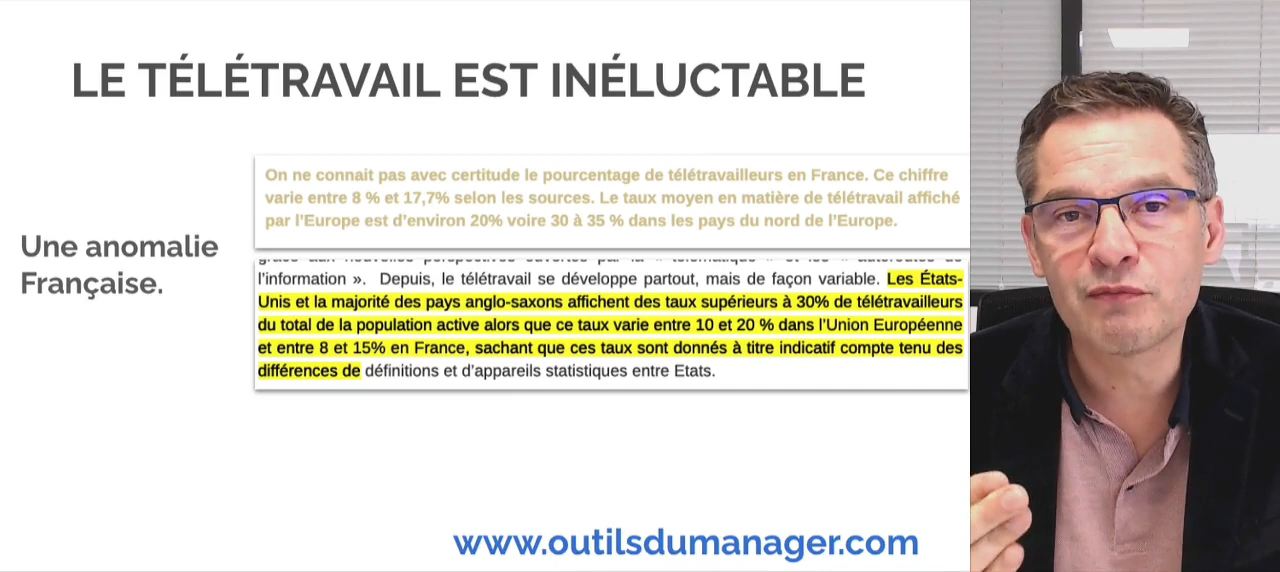 LE TÉLÉTRAVAIL EST INÉLUCTABLE
Une anomalie
Française.
On ne connait pas avec certitude le pourcentage de télétravailleurs en France. Ce chiffre
varie entre 8 % et 17,7% selon les sources. Le taux moyen en matière de télétravail affiché
par l'Europe est d'environ 20% voire 30 à 35 % dans les pays du nord de l'Europe.
l'information ». Depuis, le télétravail se développe partout, mais de façon variable. Les États-
Unis et la majorité des pays anglo-saxons affichent des taux supérieurs à 30% de télétravailleurs
du total de la population active alors que ce taux varie entre 10 et 20 % dans l'Union Européenne
et entre 8 et 15% en France, sachant que ces taux sont donnés à titre indicatif compte tenu des
différences de définitions et d'appareils statistiques entre Etats.
www.outilsdumanager.com